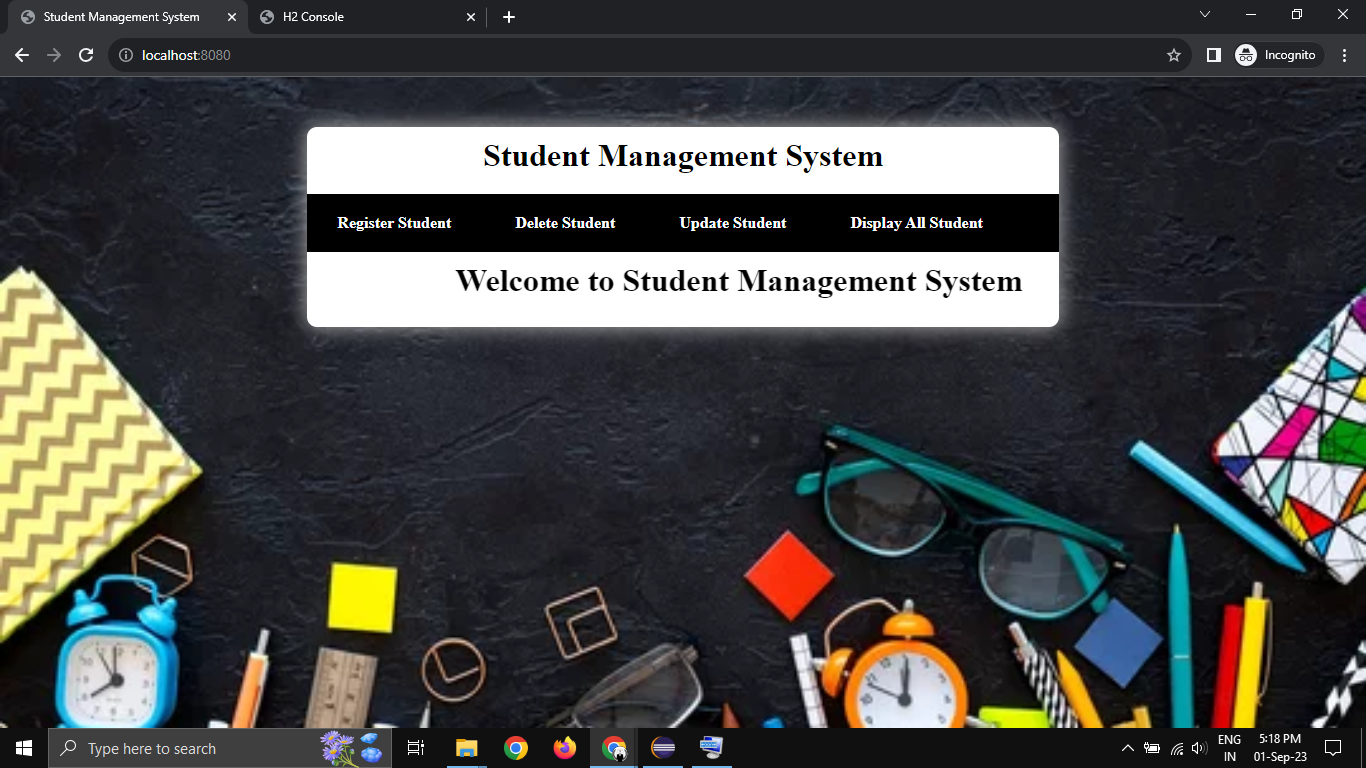 Student Management System
H2 Console
localhost:8080
Incognito
Student Management System
Register Student Delete Student Update Student Display All Student
Welcome to Student Management System
Type here to search
ENG
IN
5:18 PM
01-Sep-23